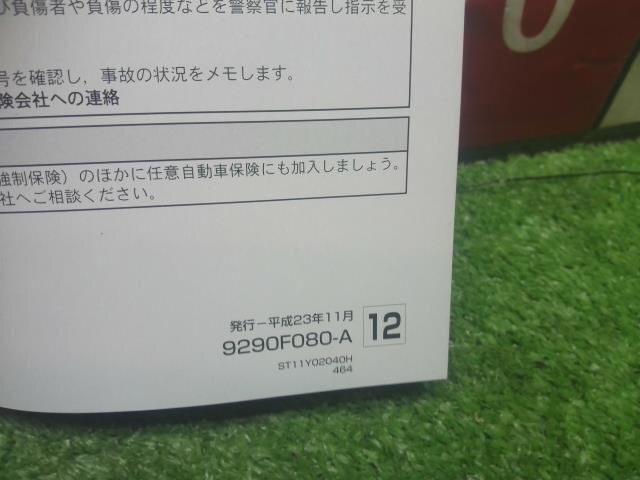 び負傷者や負傷の程度などを警察官に報告し指示を受
号を確認し，事故の状況をメモします。
険会社への連絡
強制保険）のほかに任意自動車保険にも加入しましょう。
社へご相談ください。
発行－平成23年11月
12
9290F080-A
ST11Y02040H
464